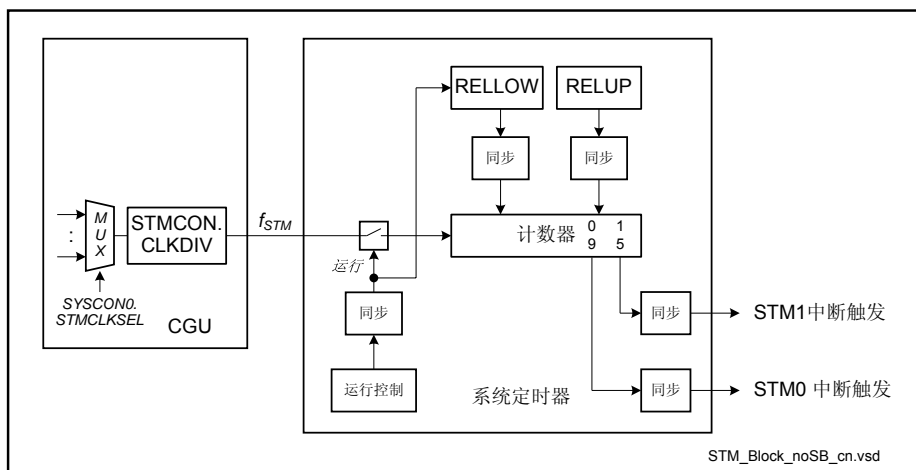 RELLOW
RELUP
同步
同步
M
U
X
STMCON.
CLKDIV
fSTM
计数器
0 1
9 5
运行
SYSCON0.
STMCLKSEL
CGU
同步
同步
STM1中断触发
运行控制
系统定时器
同步
STM0 中断触发
STM_Block_noSB_cn.vsd